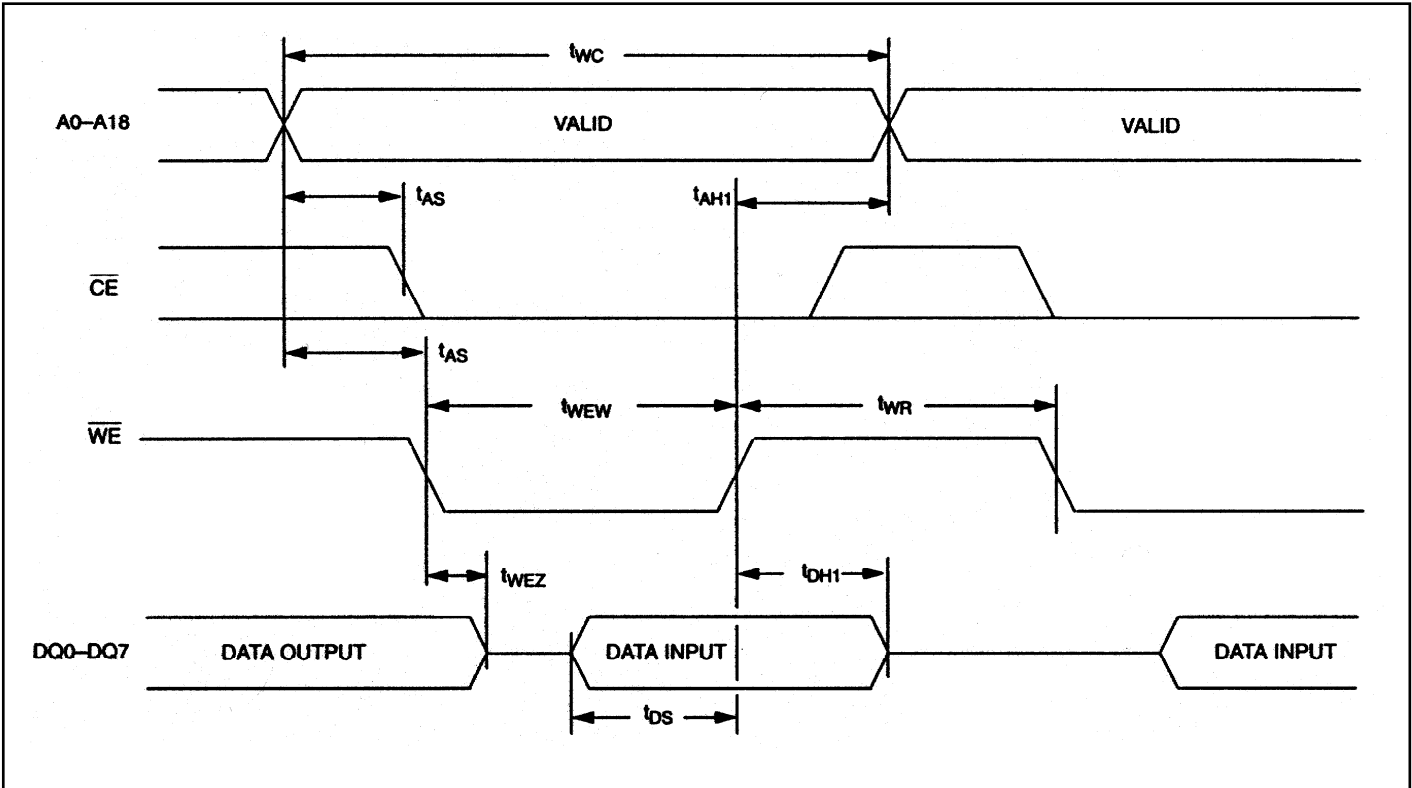 tWC
A0–A18 VALID VALID
tAS tAH1
CE
tAS
tWEW tWR
WE
tWEZ tDH1
DQ0–DQ7 DATA OUTPUT DATA INPUT DATA INPUT
tDS